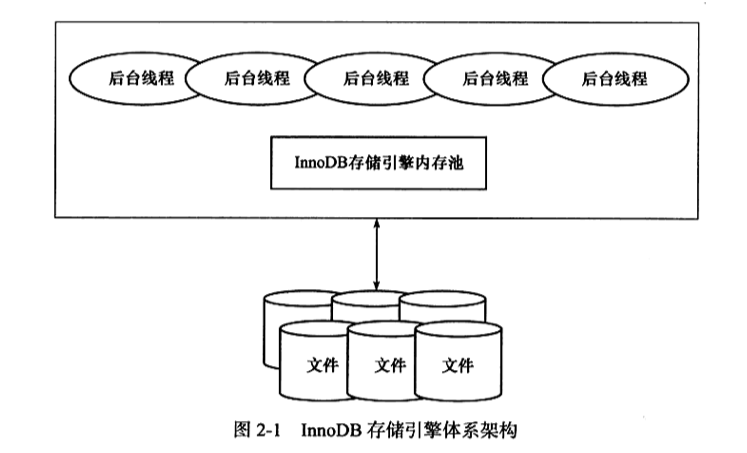 后台线程 后台线程 后台线程 后台线程 后台线程
InnoDB存储引擎内存池
文件 文件 文件
图 2-1 InnoDB 存储引擎体系架构